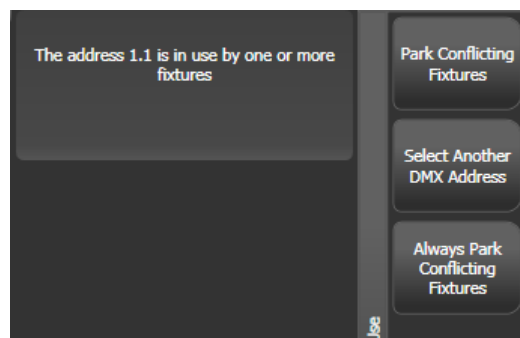 The address 1.1 is in use by one or more
fixtures
Park Conflicting
Fixtures
Select Another
DMX Address
Always Park
Conflicting
Fixtures